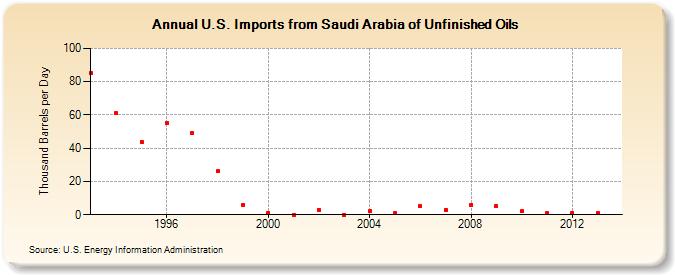 Annual U.S. Imports from Saudi Arabia of Unfinished Oils
Thousand Barrels per Day
100
80
60
40
20
0
1996 2000 2004 2008 2012
Source: U.S. Energy Information Administration